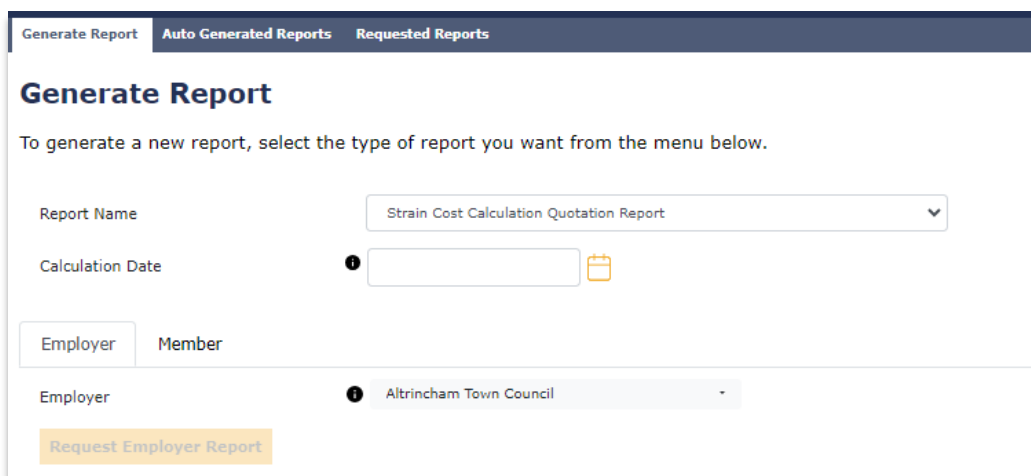 Generate Report Auto Generated Reports Requested Reports
Generate Report
To generate a new report, select the type of report you want from the menu below.
Report Name Strain Cost Calculation Quotation Report
Calculation Date
Employer Member
Employer Altrincham Town Council
Request Employer Report